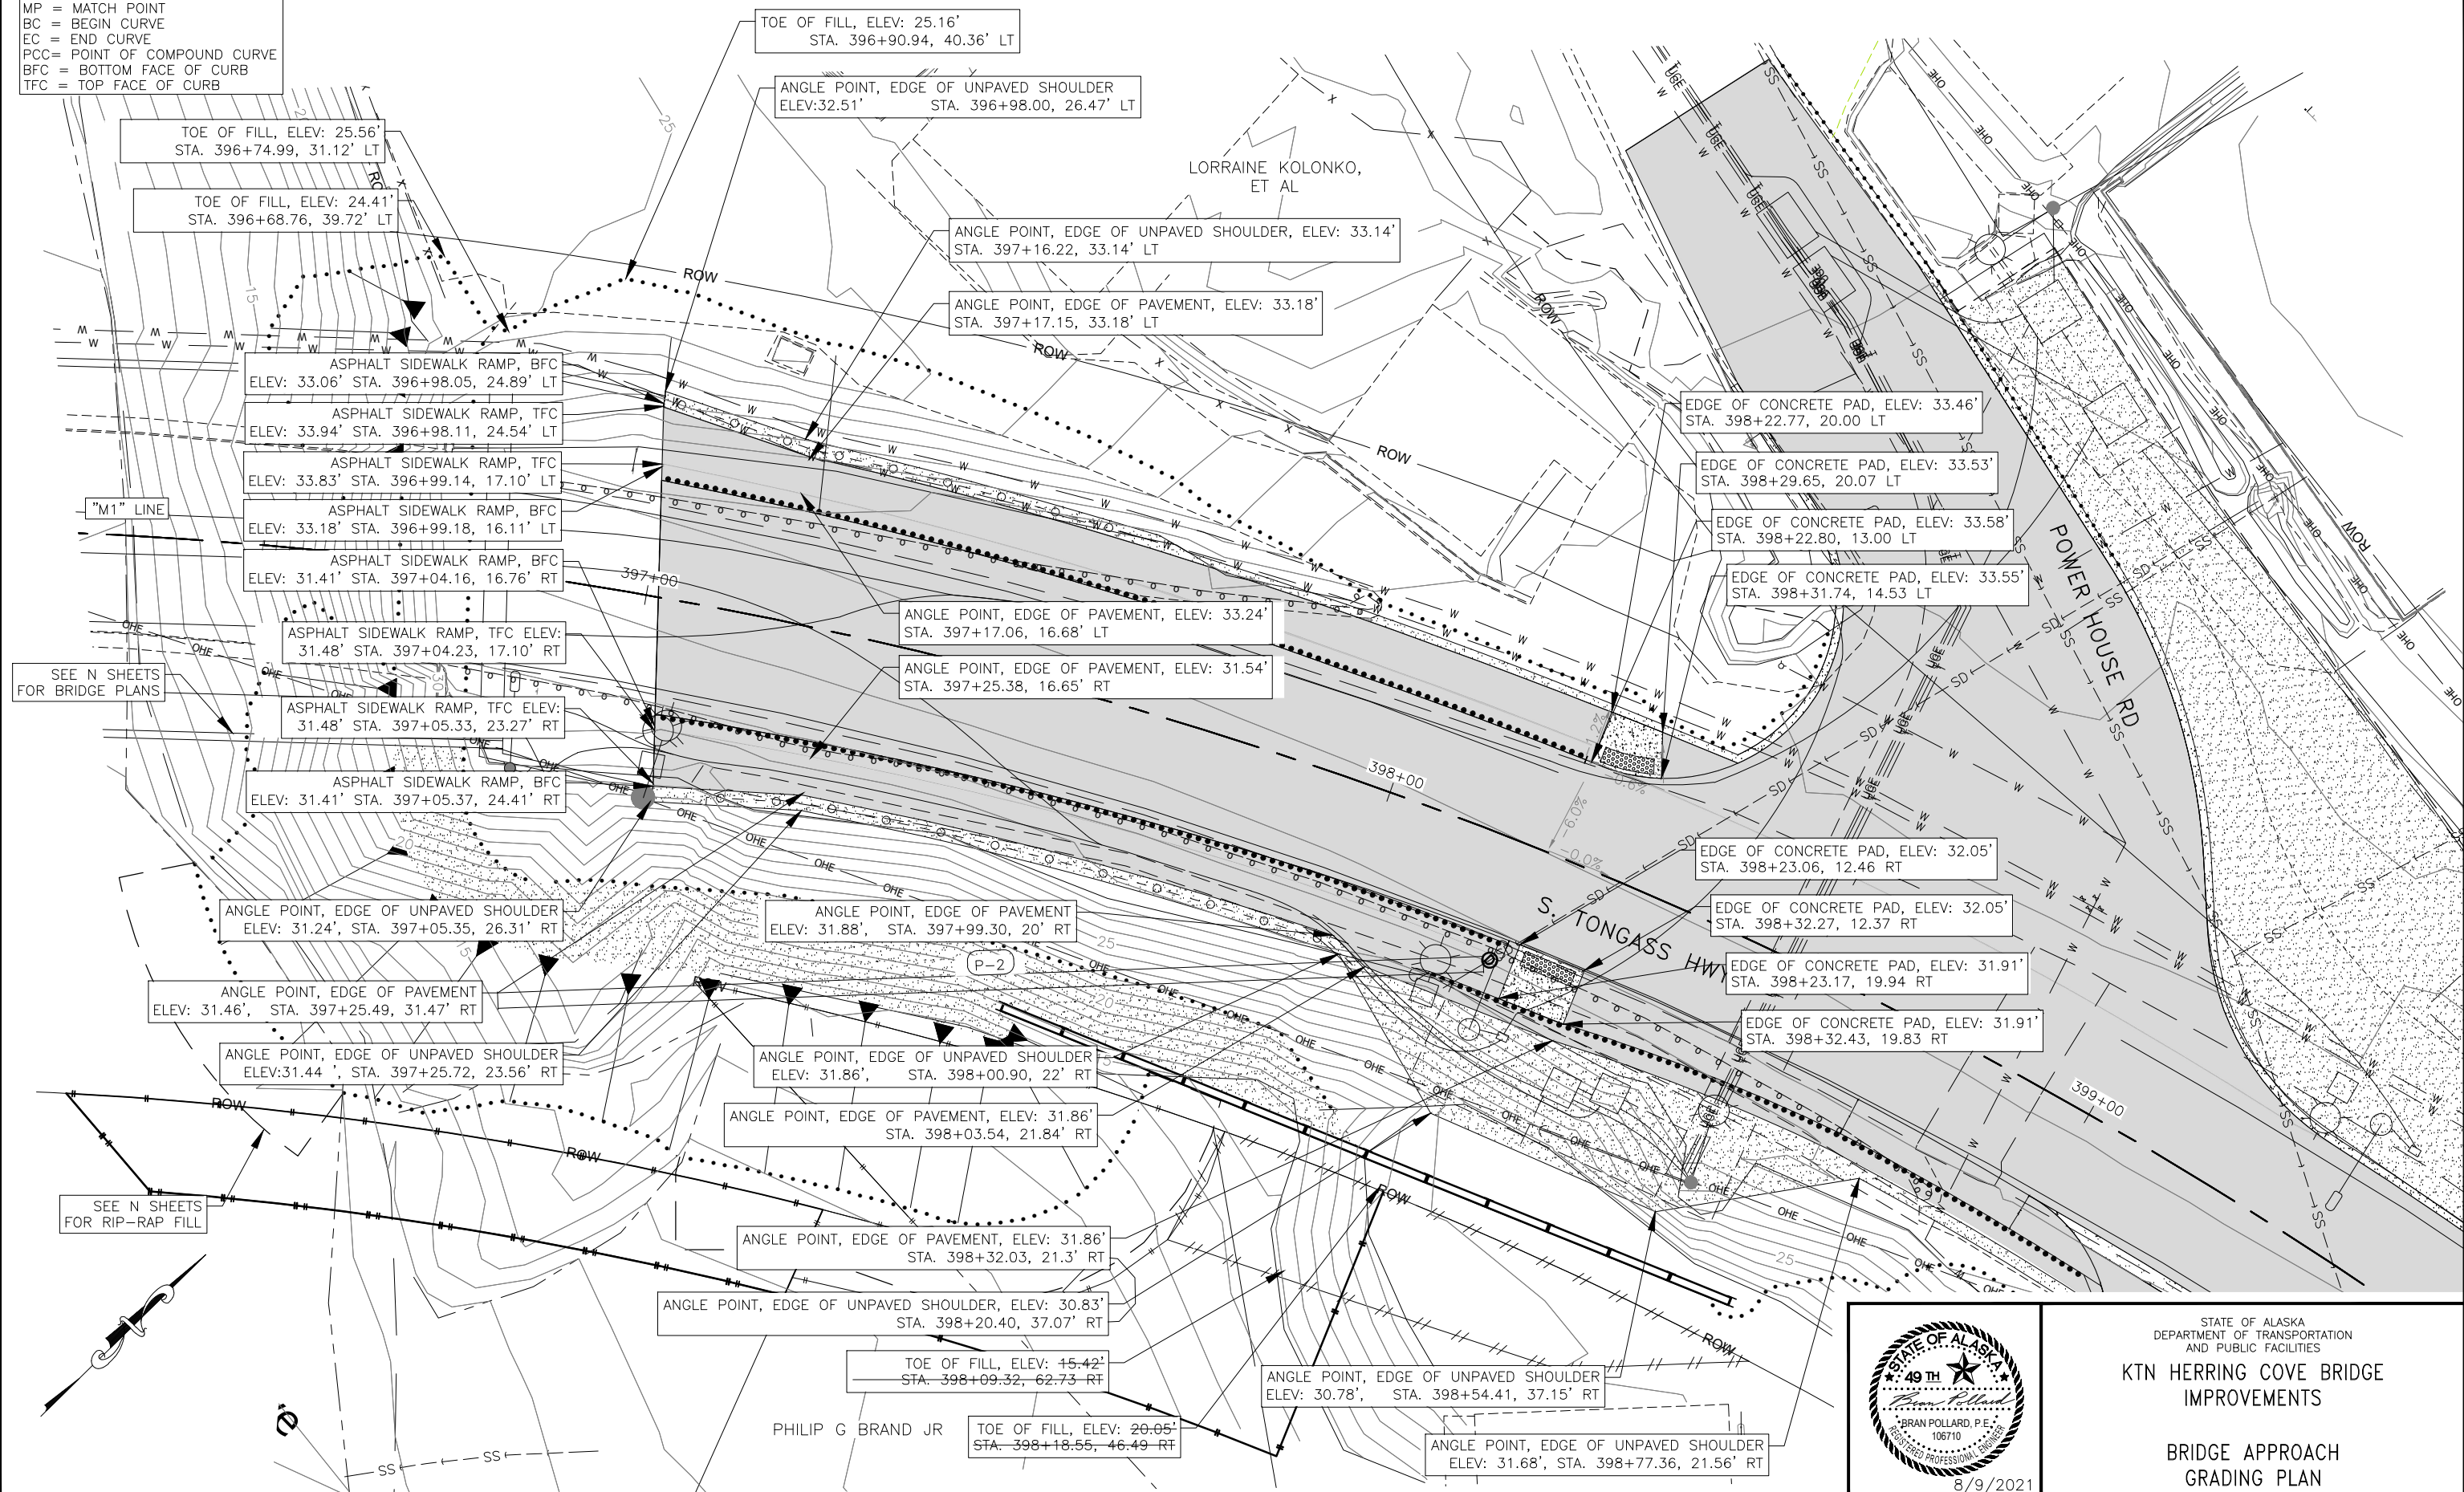 MP = MATCH POINT
BC = BEGIN CURVE
EC = END CURVE
PCC= POINT OF COMPOUND CURVE
BFC = BOTTOM FACE OF CURB
TFC = TOP FACE OF CURB
TOE OF FILL, ELEV: 25.16'
STA. 396+90.94, 40.36' LT
ANGLE POINT, EDGE OF UNPAVED SHOULDER
ELEV:32.51' STA. 396+98.00, 26.47' LT
TOE OF FILL, ELEV: 25.56'
STA. 396+74.99, 31.12' LT
TOE OF FILL, ELEV: 24.41'
STA. 396+68.76, 39.72' LT
LORRAINE KOLONKO,
ET AL
ANGLE POINT, EDGE OF UNPAVED SHOULDER, ELEV: 33.14'
STA. 397+16.22, 33.14' LT
ANGLE POINT, EDGE OF PAVEMENT, ELEV: 33.18'
STA. 397+17.15, 33.18' LT
ROW
ROW
ROW
ROW
ROW
ASPHALT SIDEWALK RAMP, BFC
ELEV: 33.06' STA. 396+98.05, 24.89' LT
ASPHALT SIDEWALK RAMP, TFC
ELEV: 33.94' STA. 396+98.11, 24.54' LT
ASPHALT SIDEWALK RAMP, TFC
ELEV: 33.83' STA. 396+99.14, 17.10' LT
ASPHALT SIDEWALK RAMP, BFC
ELEV: 33.18' STA. 396+99.18, 16.11' LT
ASPHALT SIDEWALK RAMP, BFC
ELEV: 31.41' STA. 397+04.16, 16.76' RT
ASPHALT SIDEWALK RAMP, TFC ELEV:
31.48' STA. 397+04.23, 17.10' RT
ASPHALT SIDEWALK RAMP, TFC ELEV:
31.48' STA. 397+05.33, 23.27' RT
ASPHALT SIDEWALK RAMP, BFC
ELEV: 31.41' STA. 397+05.37, 24.41' RT
"M1" LINE
SEE N SHEETS
FOR BRIDGE PLANS
397+00
398+00
399+00
ANGLE POINT, EDGE OF PAVEMENT, ELEV: 33.24'
STA. 397+17.06, 16.68' LT
ANGLE POINT, EDGE OF PAVEMENT, ELEV: 31.54'
STA. 397+25.38, 16.65' RT
EDGE OF CONCRETE PAD, ELEV: 33.46'
STA. 398+22.77, 20.00 LT
EDGE OF CONCRETE PAD, ELEV: 33.53'
STA. 398+29.65, 20.07 LT
EDGE OF CONCRETE PAD, ELEV: 33.58'
STA. 398+22.80, 13.00 LT
EDGE OF CONCRETE PAD, ELEV: 33.55'
STA. 398+31.74, 14.53 LT
POWER HOUSE RD
S. TONGASS HWY
-6.0%
-0.0%
EDGE OF CONCRETE PAD, ELEV: 32.05'
STA. 398+23.06, 12.46 RT
EDGE OF CONCRETE PAD, ELEV: 32.05'
STA. 398+32.27, 12.37 RT
EDGE OF CONCRETE PAD, ELEV: 31.91'
STA. 398+23.17, 19.94 RT
EDGE OF CONCRETE PAD, ELEV: 31.91'
STA. 398+32.43, 19.83 RT
ANGLE POINT, EDGE OF UNPAVED SHOULDER
ELEV: 31.24', STA. 397+05.35, 26.31' RT
ANGLE POINT, EDGE OF PAVEMENT
ELEV: 31.88', STA. 397+99.30, 20' RT
P-2
ANGLE POINT, EDGE OF PAVEMENT
ELEV: 31.46', STA. 397+25.49, 31.47' RT
ANGLE POINT, EDGE OF UNPAVED SHOULDER
ELEV:31.44 ', STA. 397+25.72, 23.56' RT
ANGLE POINT, EDGE OF UNPAVED SHOULDER
ELEV: 31.86', STA. 398+00.90, 22' RT
ANGLE POINT, EDGE OF PAVEMENT, ELEV: 31.86'
STA. 398+03.54, 21.84' RT
ROW
ROW
ROW
ROW
SEE N SHEETS
FOR RIP-RAP FILL
ANGLE POINT, EDGE OF PAVEMENT, ELEV: 31.86'
STA. 398+32.03, 21.3' RT
ANGLE POINT, EDGE OF UNPAVED SHOULDER, ELEV: 30.83'
STA. 398+20.40, 37.07' RT
TOE OF FILL, ELEV: 15.42'
STA. 398+09.32, 62.73 RT
TOE OF FILL, ELEV: 20.05'
STA. 398+18.55, 46.49 RT
PHILIP G BRAND JR
ANGLE POINT, EDGE OF UNPAVED SHOULDER
ELEV: 30.78', STA. 398+54.41, 37.15' RT
ANGLE POINT, EDGE OF UNPAVED SHOULDER
ELEV: 31.68', STA. 398+77.36, 21.56' RT
STATE OF ALASKA
49 TH
Bran Pollard
BRAN POLLARD, P.E.
106710
REGISTERED PROFESSIONAL ENGINEER
8/9/2021
STATE OF ALASKA
DEPARTMENT OF TRANSPORTATION
AND PUBLIC FACILITIES
KTN HERRING COVE BRIDGE
IMPROVEMENTS
BRIDGE APPROACH
GRADING PLAN